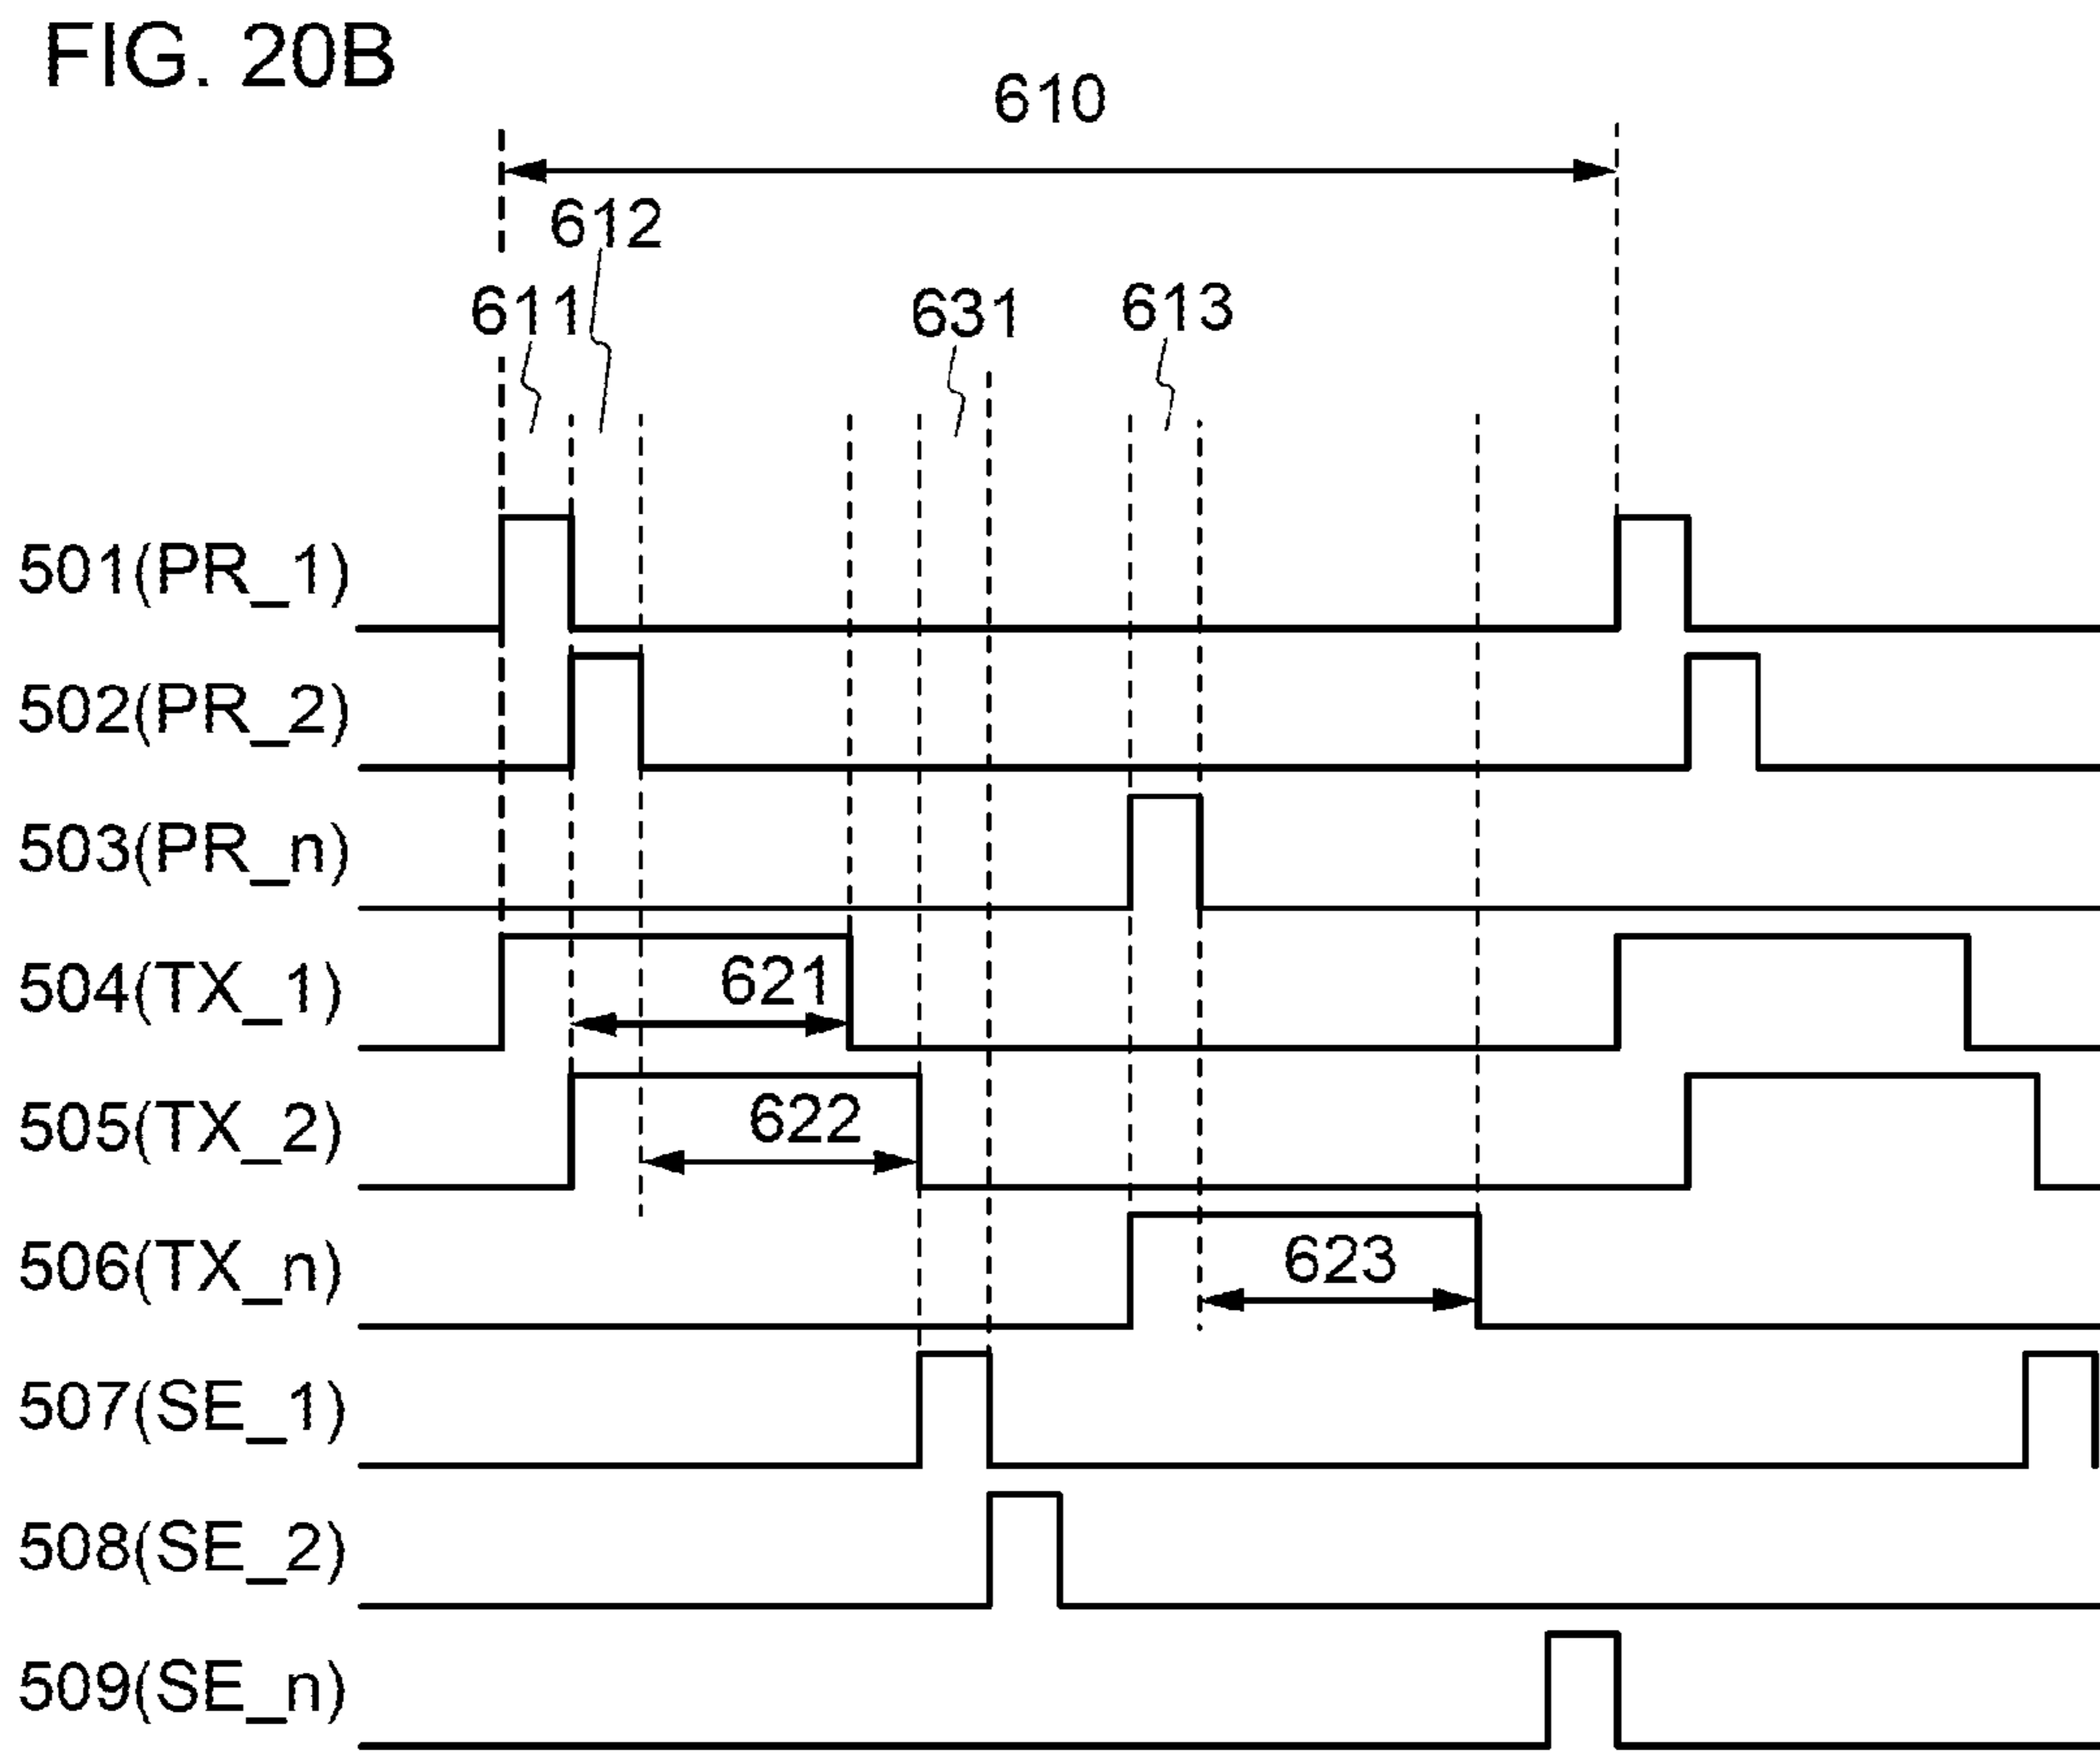 FIG. 20B
610
612
611
631
613
501(PR_1)
502(PR_2)
503(PR_n)
504(TX_1)
621
505(TX_2)
622
506(TX_n)
623
507(SE_1)
508(SE_2)
509(SE_n)